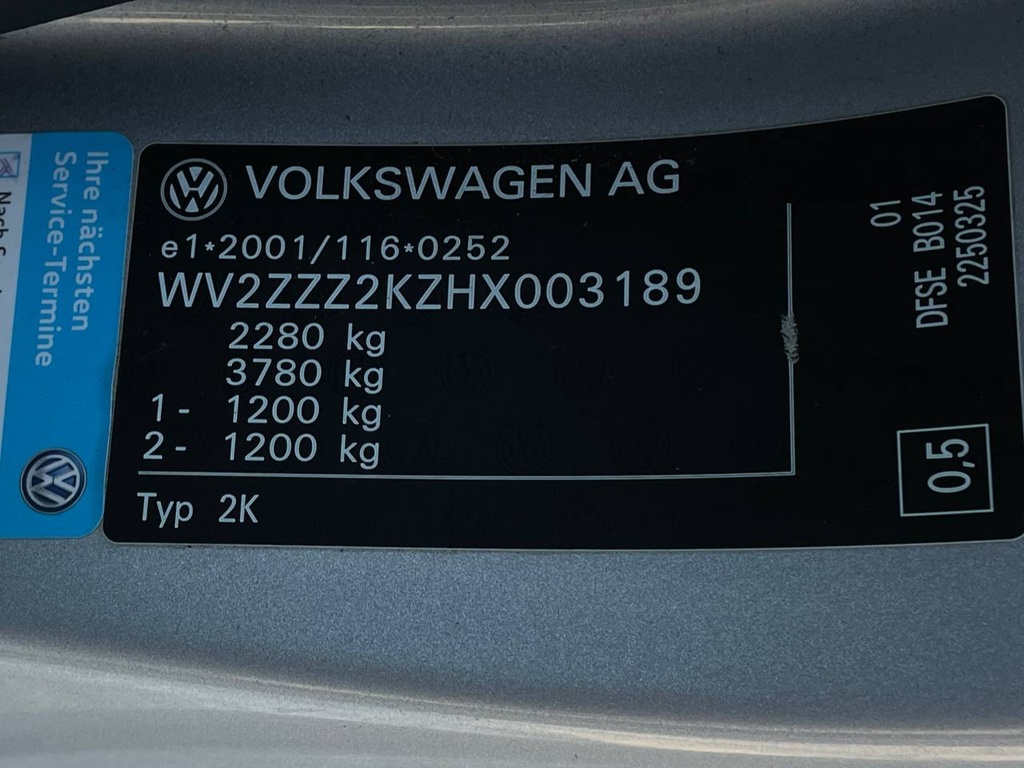 VOLKSWAGEN AG
e1*2001/116*0252
WV2ZZZ2KZHX003189
2280 kg
3780 kg
1- 1200 kg
2- 1200 kg
Typ 2K
01
DFSE B014
2250325
0,5
Ihre nächsten
Service-Termine